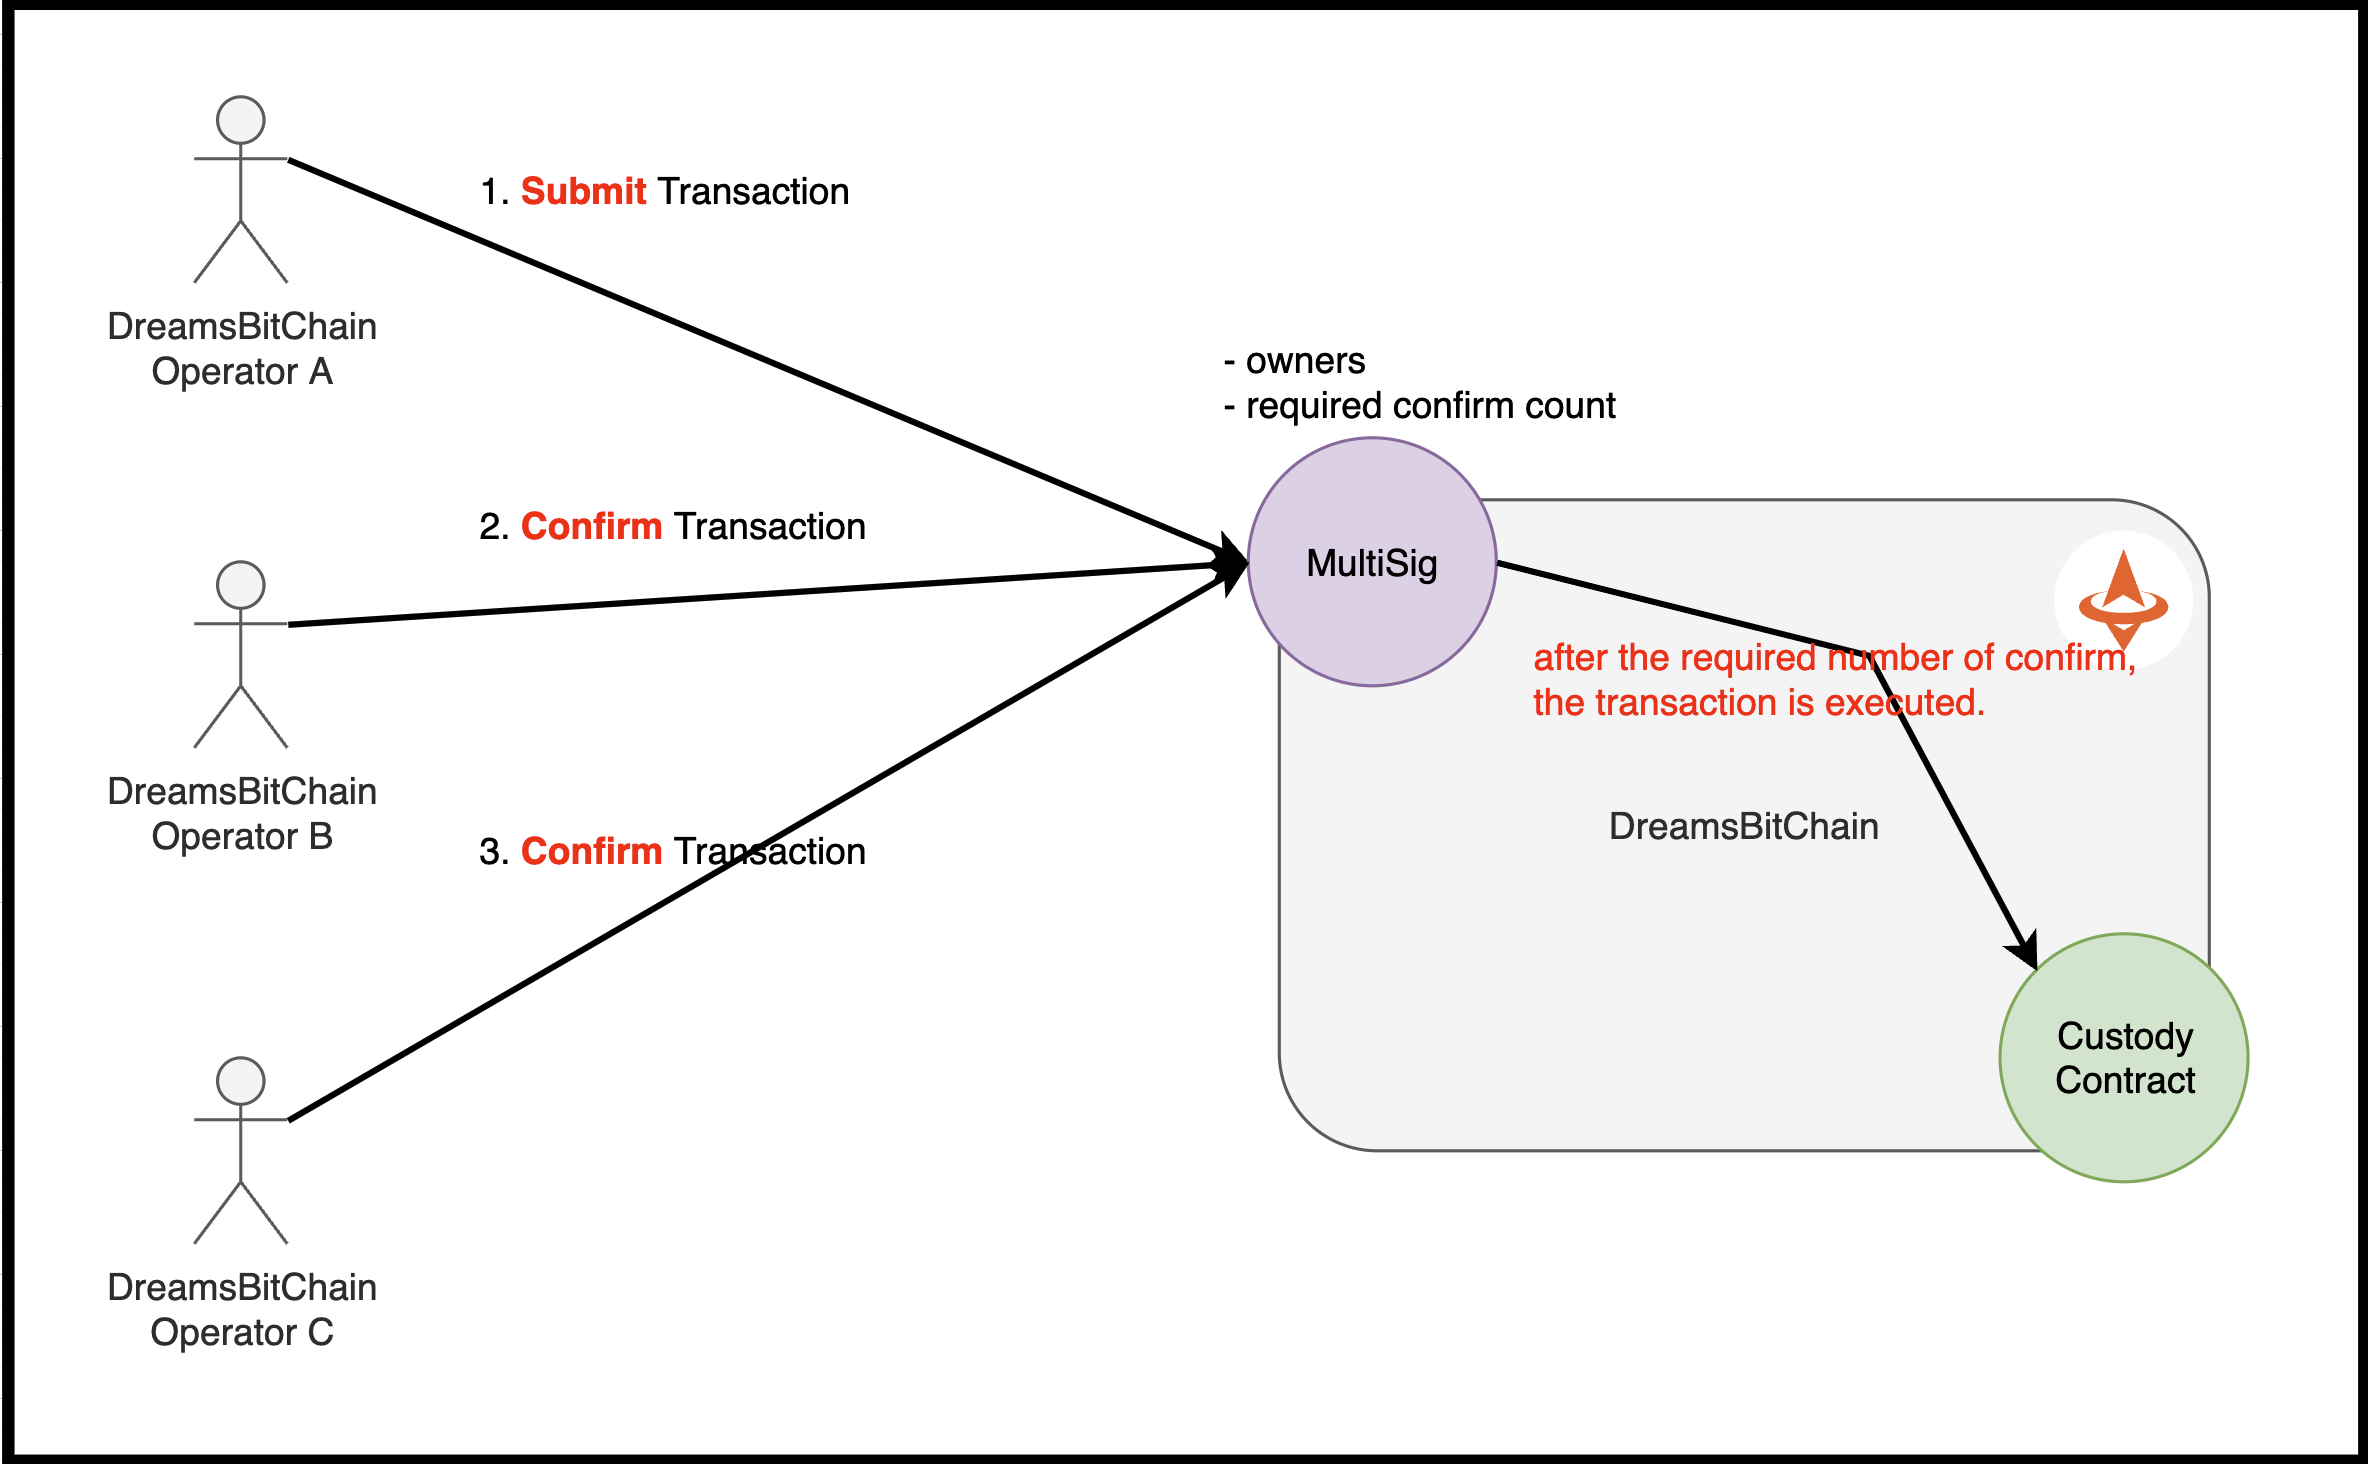 1. Submit Transaction
DreamsBitChain
Operator A
- owners
- required confirm count
2. Confirm Transaction
MultiSig
after the required number of confirm,
the transaction is executed.
DreamsBitChain
Operator B
DreamsBitChain
3. Confirm Transaction
Custody
Contract
DreamsBitChain
Operator C